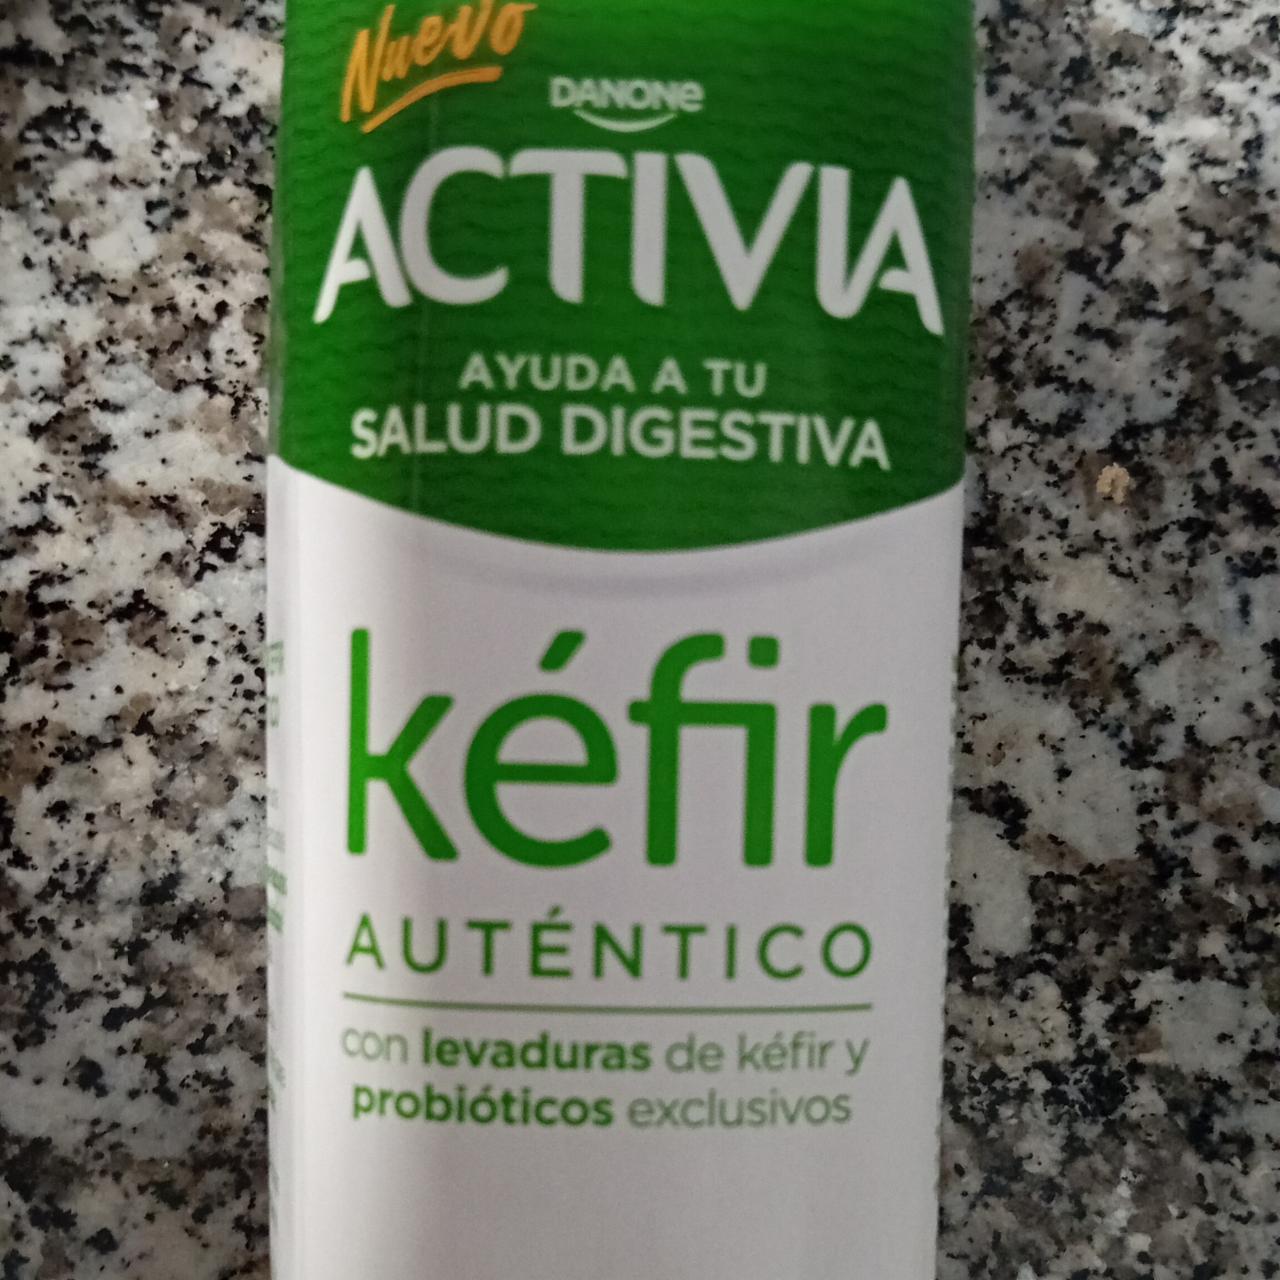 Nuevo
DANONE
ACTIVIA
AYUDA A TU
SALUD DIGESTIVA
kéfir
AUTÉNTICO
con levaduras de kéfir y
probióticos exclusivos